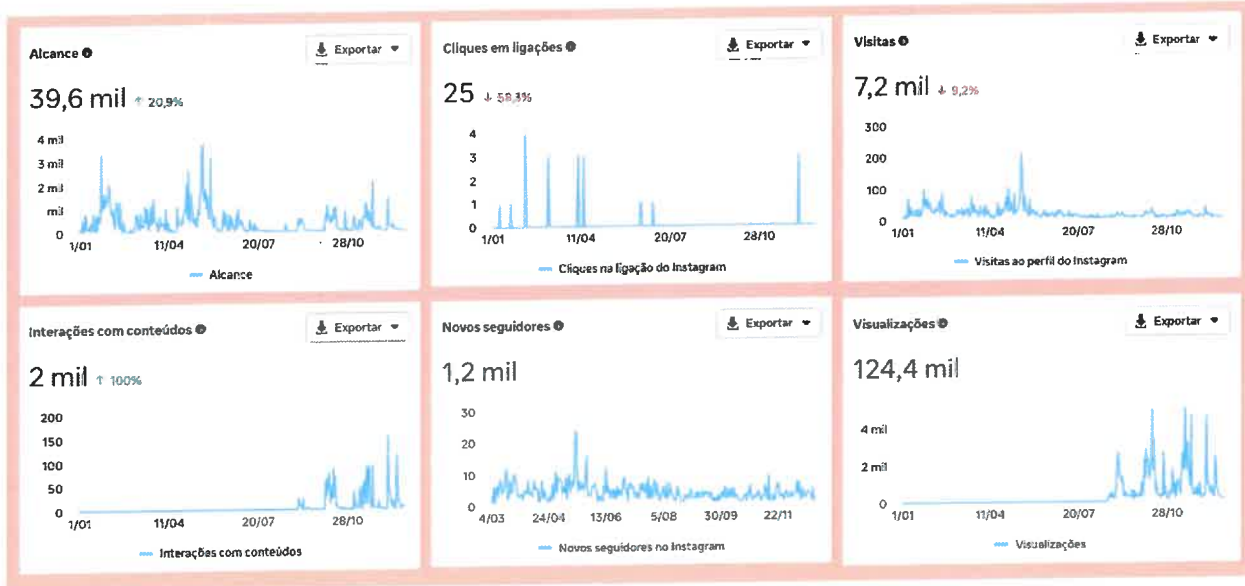 Alcance
Exportar
39,6 mil ↑ 20,9%
4 mil
3 mil
2 mil
mil
0
1/01 11/04 20/07 28/10
Alcance
Cliques em ligações
Exportar
25 ↓ 58,3%
4
3
2
1
0
1/01 11/04 20/07 28/10
Cliques na ligação do Instagram
Visitas
Exportar
7,2 mil ↓ 9,2%
300
200
100
0
1/01 11/04 20/07 28/10
Visitas ao perfil do Instagram
Interações com conteúdos
Exportar
2 mil ↑ 100%
200
150
100
50
0
1/01 11/04 20/07 28/10
Interações com conteúdos
Novos seguidores
Exportar
1,2 mil
30
20
10
0
4/03 24/04 13/06 5/08 30/09 22/11
Novos seguidores no Instagram
Visualizações
Exportar
124,4 mil
4 mil
2 mil
0
1/01 11/04 20/07 28/10
Visualizações